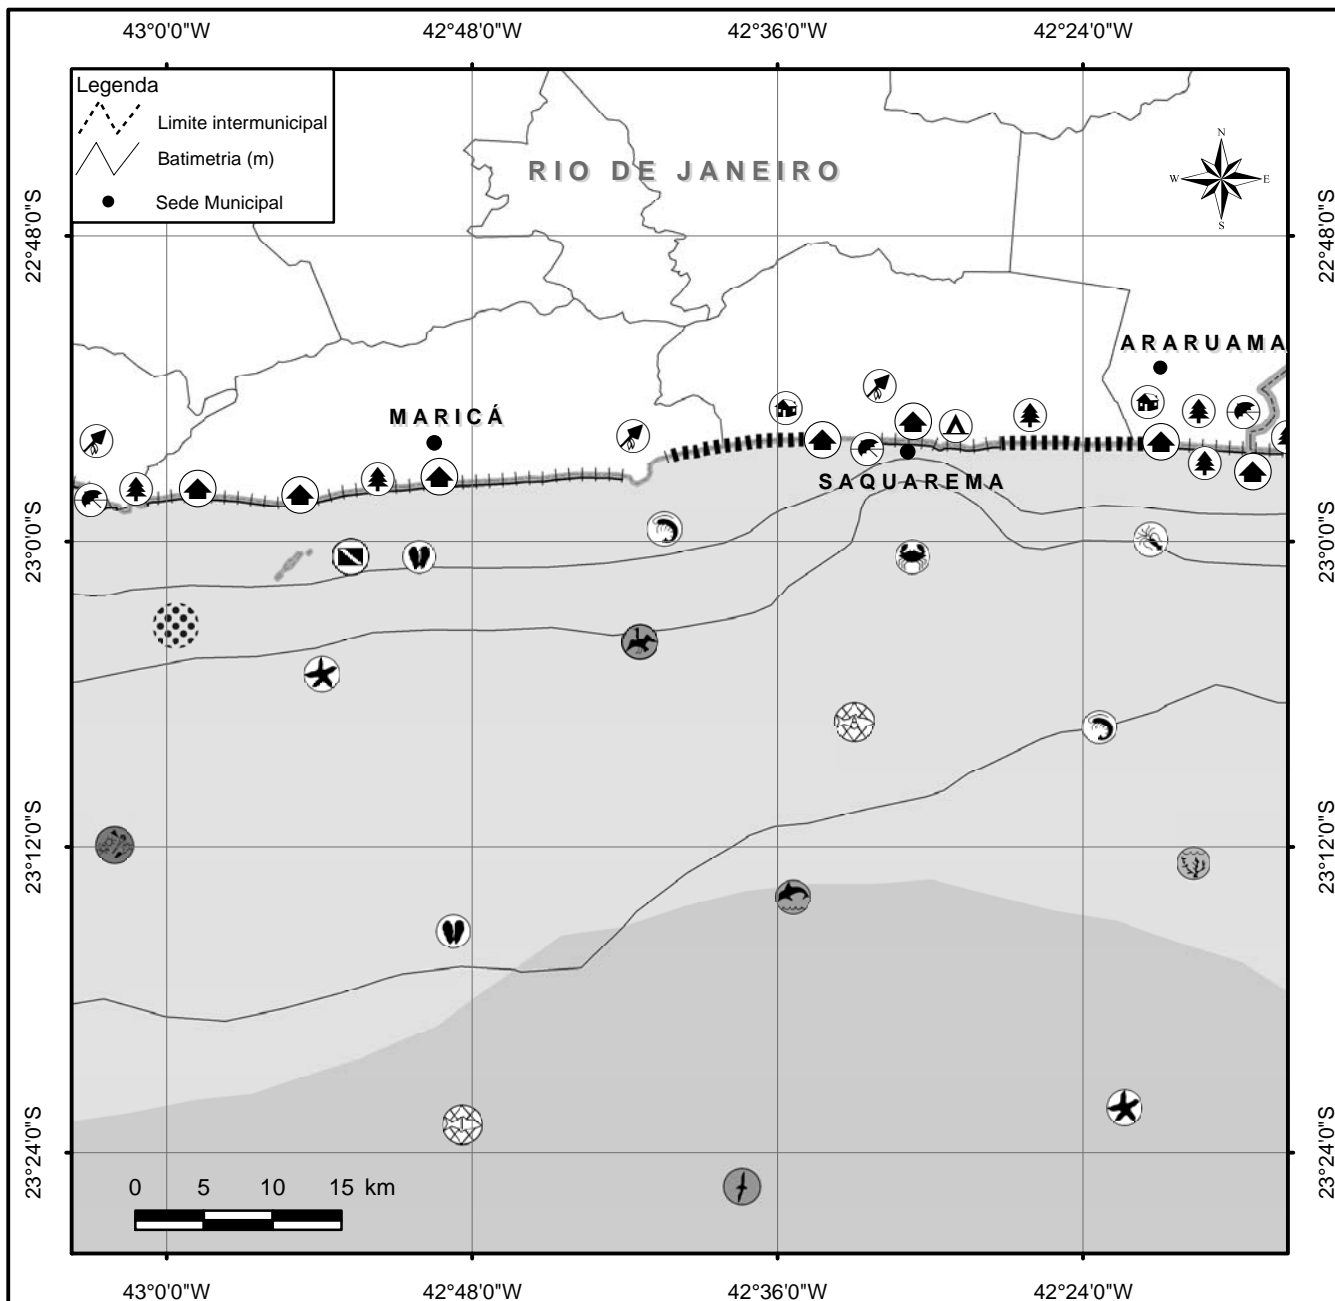 43°0'0"W 42°48'0"W 42°36'0"W 42°24'0"W
Legenda
Limite intermunicipal
Batimetria (m)
Sede Municipal
RIO DE JANEIRO
N
W E
S
22°48'0"S 22°48'0"S
ARARUAMA
MARICÁ
SAQUAREMA
23°0'0"S 23°0'0"S
23°12'0"S 23°12'0"S
23°24'0"S 23°24'0"S
0 5 10 15 km
43°0'0"W 42°48'0"W 42°36'0"W 42°24'0"W